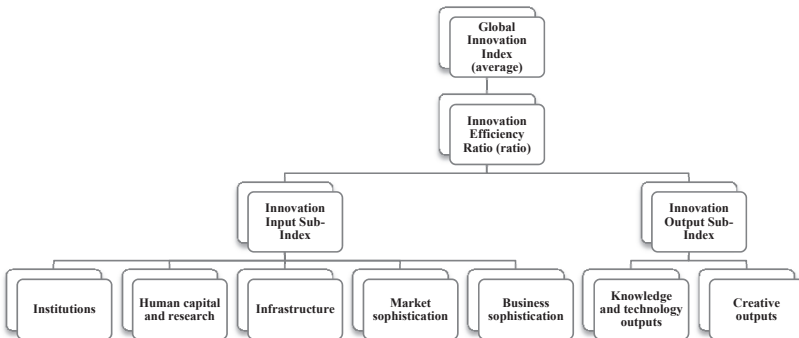 Global
Innovation
Index
(average)
Innovation
Efficiency
Ratio (ratio)
Innovation
Input Sub-
Index
Innovation
Output Sub-
Index
Institutions
Human capital
and research
Infrastructure
Market
sophistication
Business
sophistication
Knowledge
and technology
outputs
Creative
outputs